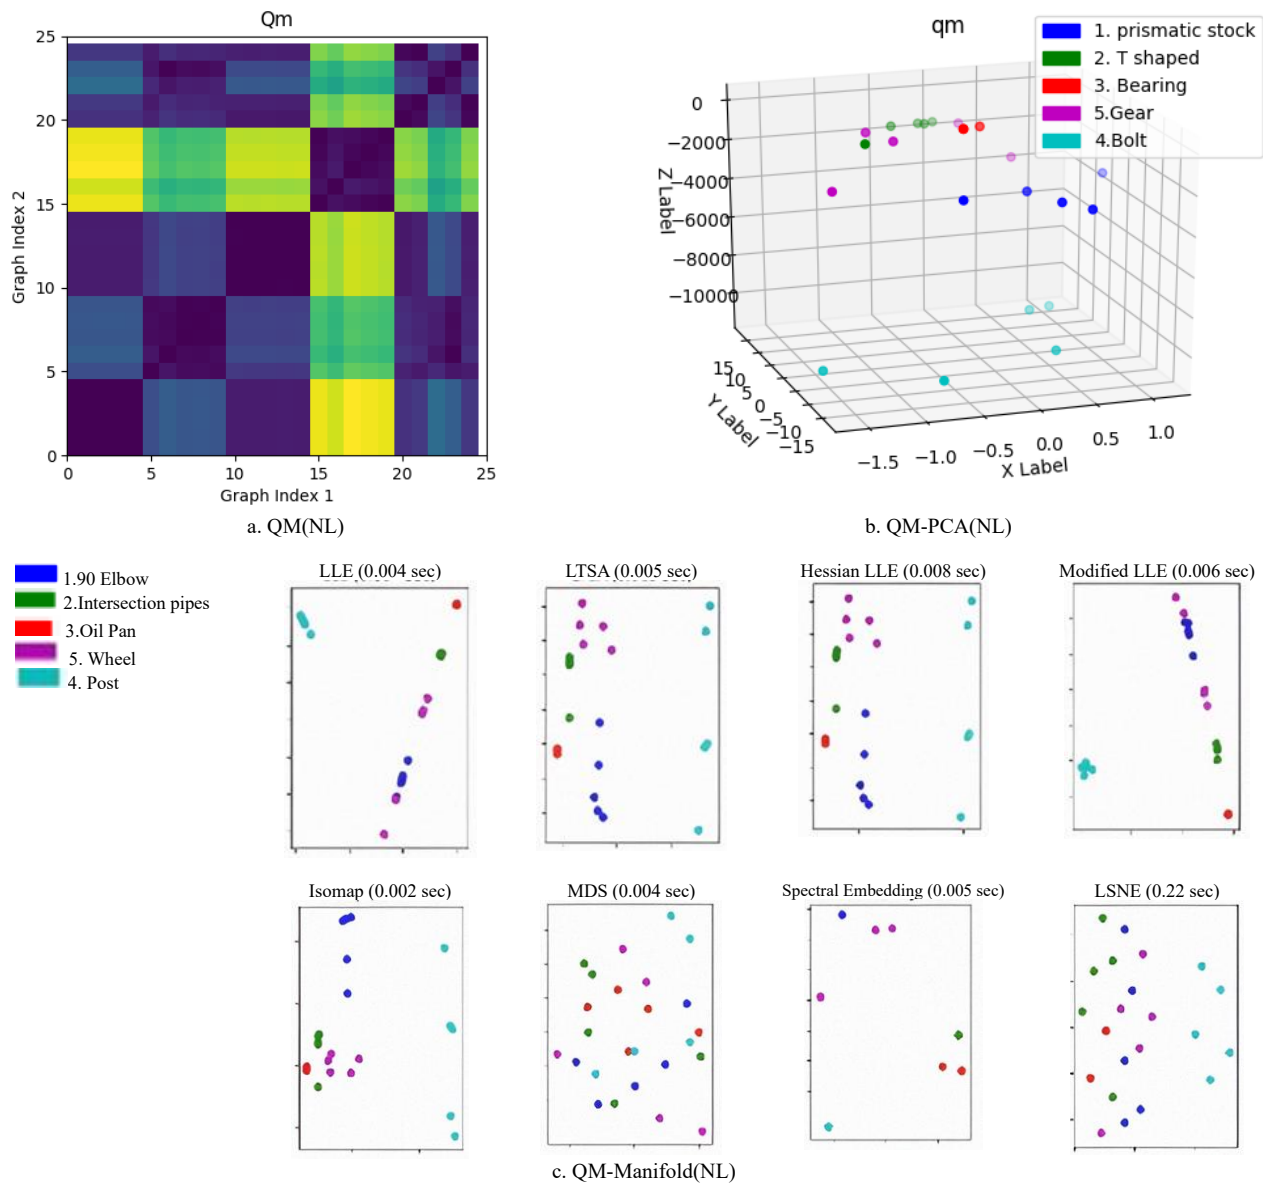 Qm
25
20
15
10
5
0
Graph Index 2
0 5 10 15 20 25
Graph Index 1
a. QM(NL)
qm
1. prismatic stock
2. T shaped
3. Bearing
5.Gear
4.Bolt
0
−2000
−4000
−6000
−8000
−10000
Z Label
15
10
5
0
−5
−10
−15
Y Label
−1.5 −1.0 −0.5 0.0 0.5 1.0
X Label
b. QM-PCA(NL)
1.90 Elbow
2.Intersection pipes
3.Oil Pan
5. Wheel
4. Post
LLE (0.004 sec)
LTSA (0.005 sec)
Hessian LLE (0.008 sec)
Modified LLE (0.006 sec)
Isomap (0.002 sec)
MDS (0.004 sec)
Spectral Embedding (0.005 sec)
LSNE (0.22 sec)
c. QM-Manifold(NL)